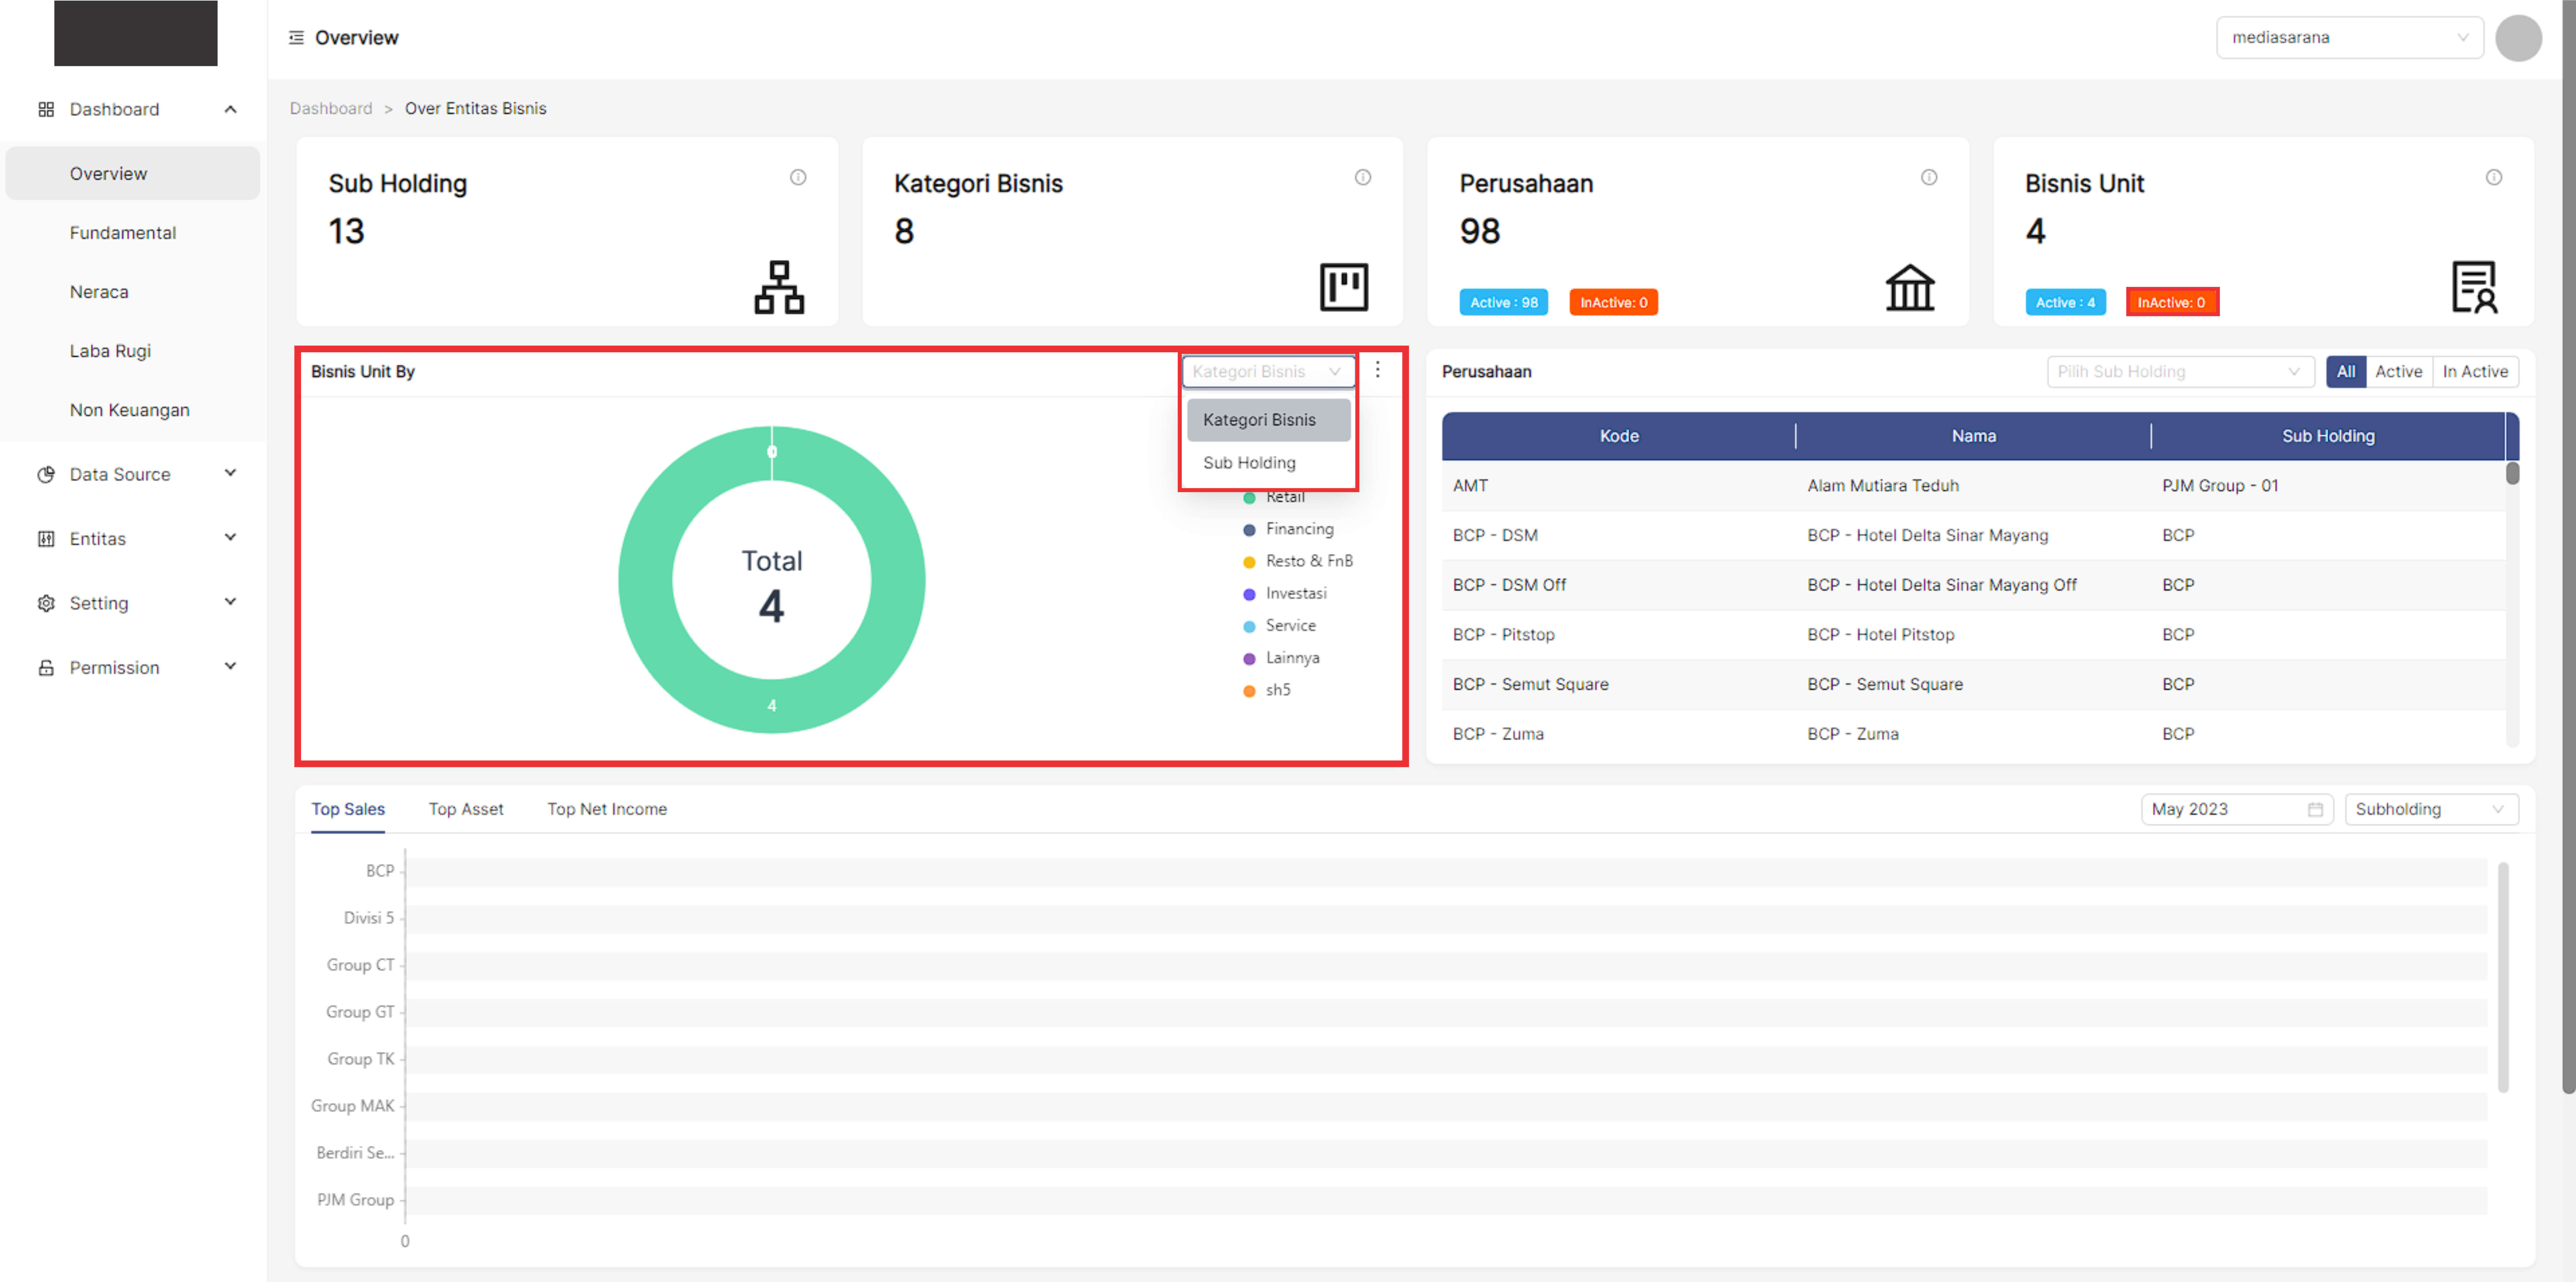 Overview
mediasarana
Dashboard
Overview
Fundamental
Neraca
Laba Rugi
Non Keuangan
Data Source
Entitas
Setting
Permission
Dashboard > Over Entitas Bisnis
Sub Holding
13
Kategori Bisnis
8
Perusahaan
98
Active : 98 InActive: 0
Bisnis Unit
4
Active : 4 InActive: 0
Bisnis Unit By
Kategori Bisnis
Kategori Bisnis
Sub Holding
0
Total
4
4
Retail
Financing
Resto & FnB
Investasi
Service
Lainnya
sh5
Perusahaan
Pilih Sub Holding
All Active In Active
Kode Nama Sub Holding
AMT Alam Mutiara Teduh PJM Group - 01
BCP - DSM BCP - Hotel Delta Sinar Mayang BCP
BCP - DSM Off BCP - Hotel Delta Sinar Mayang Off BCP
BCP - Pitstop BCP - Hotel Pitstop BCP
BCP - Semut Square BCP - Semut Square BCP
BCP - Zuma BCP - Zuma BCP
Top Sales Top Asset Top Net Income
May 2023
Subholding
BCP
Divisi 5
Group CT
Group GT
Group TK
Group MAK
Berdiri Se...
PJM Group
0